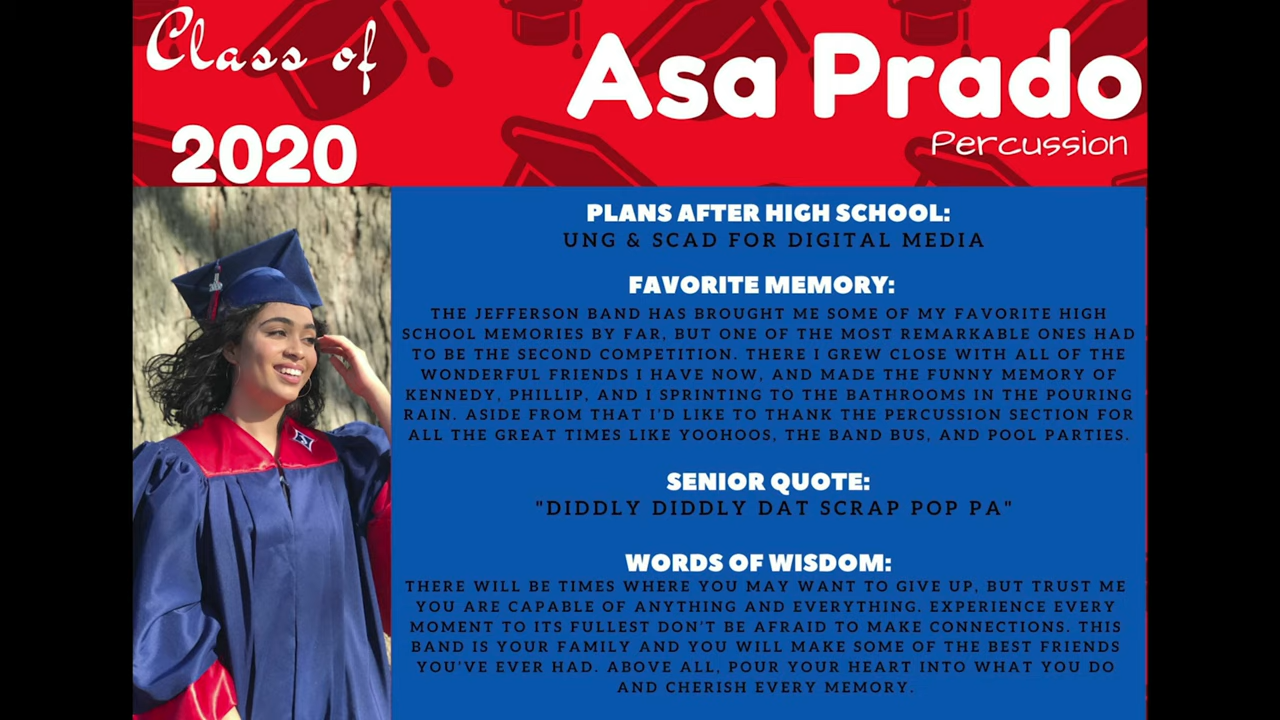 Class of
2020
Asa Prado
Percussion
PLANS AFTER HIGH SCHOOL:
UNG & SCAD FOR DIGITAL MEDIA
FAVORITE MEMORY:
THE JEFFERSON BAND HAS BROUGHT ME SOME OF MY FAVORITE HIGH
SCHOOL MEMORIES BY FAR, BUT ONE OF THE MOST REMARKABLE ONES HAD
TO BE THE SECOND COMPETITION. THERE I GREW CLOSE WITH ALL OF THE
WONDERFUL FRIENDS I HAVE NOW, AND MADE THE FUNNY MEMORY OF
KENNEDY, PHILLIP, AND I SPRINTING TO THE BATHROOMS IN THE POURING
RAIN. ASIDE FROM THAT I'D LIKE TO THANK THE PERCUSSION SECTION FOR
ALL THE GREAT TIMES LIKE YOOHOOS, THE BAND BUS, AND POOL PARTIES.
SENIOR QUOTE:
"DIDDLY DIDDLY DAT SCRAP POP PA"
WORDS OF WISDOM:
THERE WILL BE TIMES WHERE YOU MAY WANT TO GIVE UP, BUT TRUST ME
YOU ARE CAPABLE OF ANYTHING AND EVERYTHING. EXPERIENCE EVERY
MOMENT TO ITS FULLEST DON'T BE AFRAID TO MAKE CONNECTIONS. THIS
BAND IS YOUR FAMILY AND YOU WILL MAKE SOME OF THE BEST FRIENDS
YOU'VE EVER HAD. ABOVE ALL, POUR YOUR HEART INTO WHAT YOU DO
AND CHERISH EVERY MEMORY.